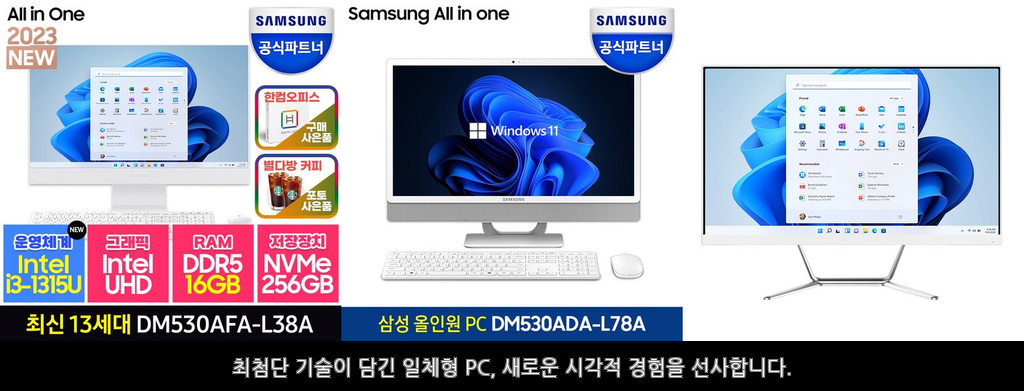 All in One
2023
NEW
SAMSUNG
공식파트너
한컴오피스
구매
사은품
별다방 커피
포토
사은품
운영체계
NEW
Intel
i3-1315U
그래픽
Intel
UHD
RAM
DDR5
16GB
저장장치
NVMe
256GB
최신 13세대 DM530AFA-L38A
Samsung All in one
SAMSUNG
공식파트너
Windows 11
SAMSUNG
삼성 올인원 PC DM530ADA-L78A
Pinned
Recommended
최첨단 기술이 담긴 일체형 PC, 새로운 시각적 경험을 선사합니다.